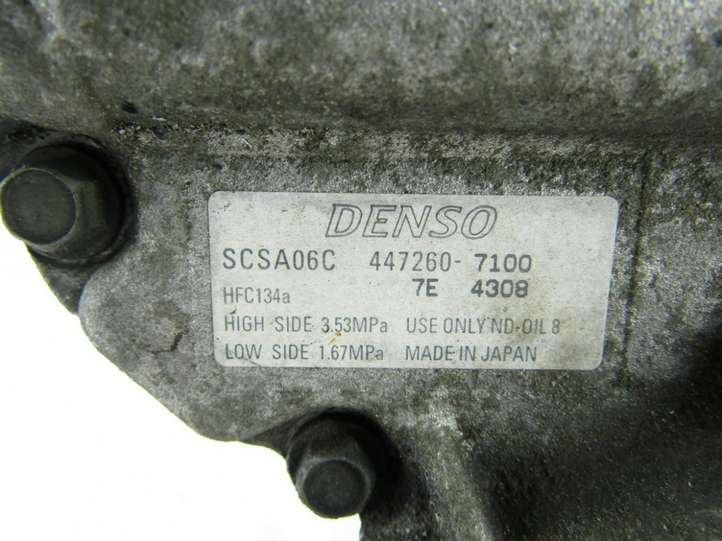 DENSO
SCSA06C 447260-7100
7E 4308
HFC134a
HIGH SIDE 3.53MPa USE ONLY ND-OIL 8
LOW SIDE 1.67MPa MADE IN JAPAN